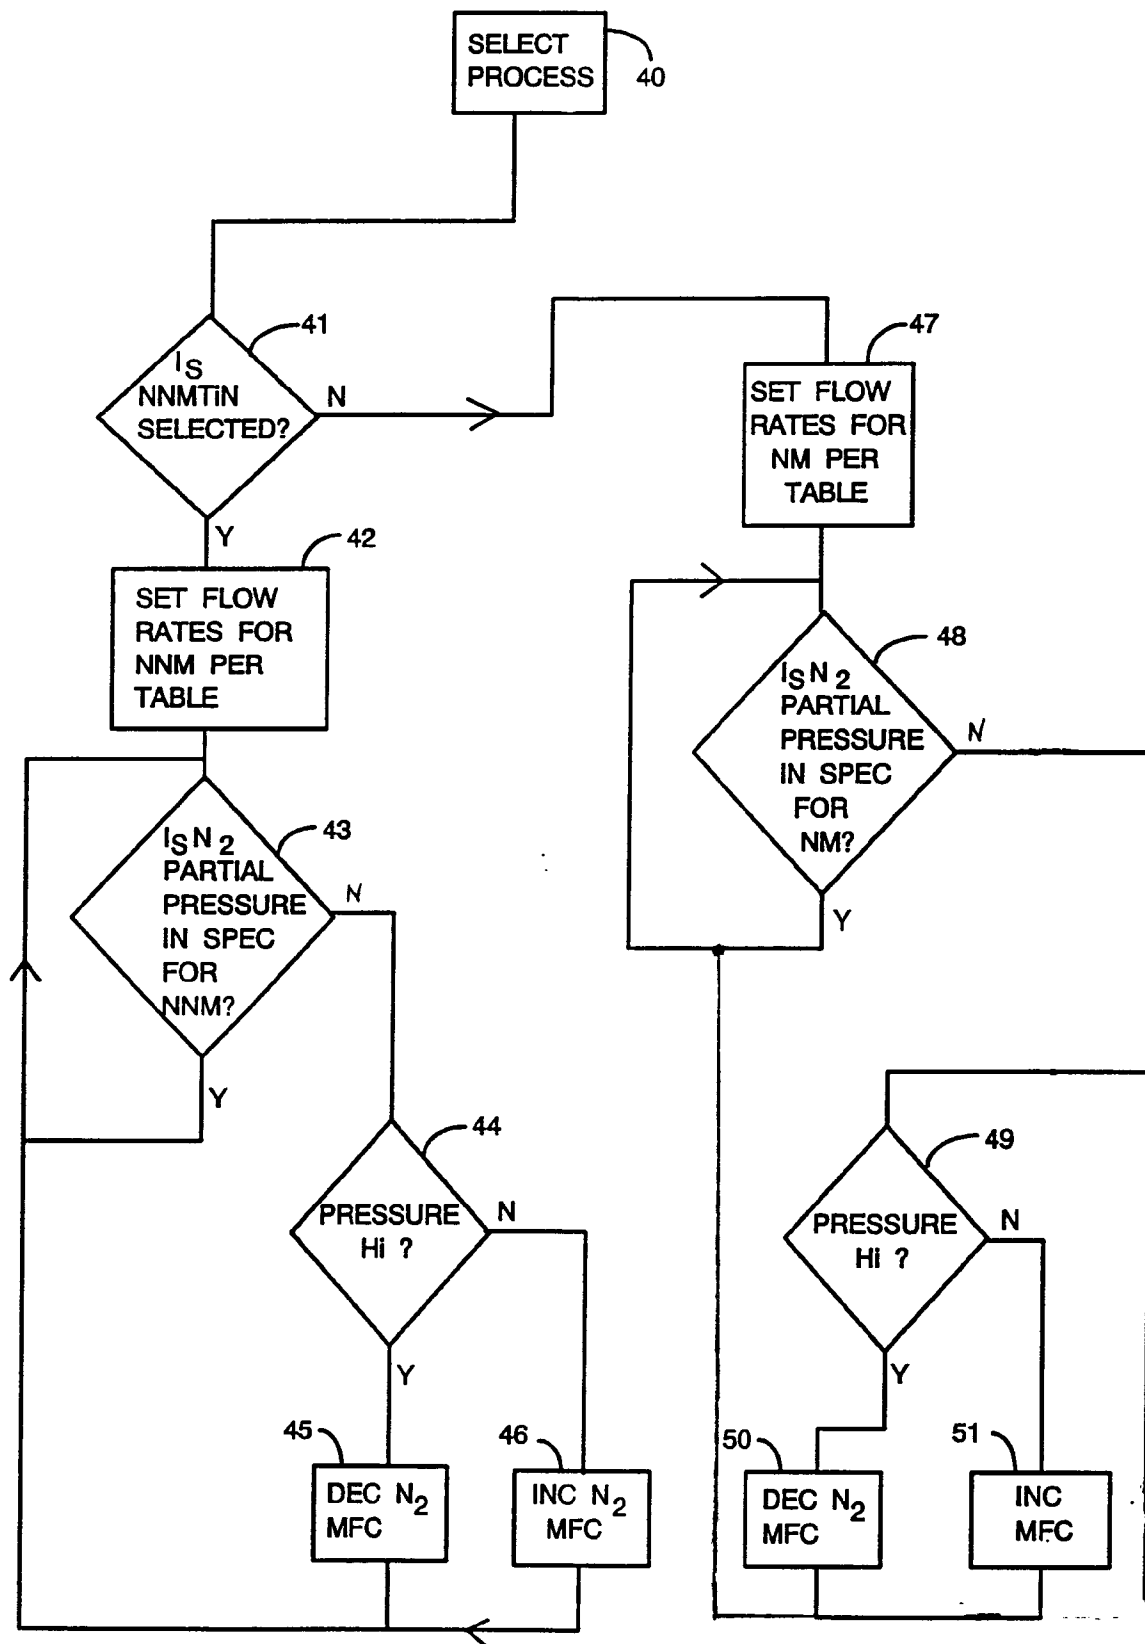 SELECT
PROCESS
40
41
IS
NNMTiN
SELECTED?
N
Y
42
SET FLOW
RATES FOR
NNM PER
TABLE
43
IS N2
PARTIAL
PRESSURE
IN SPEC
FOR
NNM?
N
Y
44
PRESSURE
Hi ?
N
Y
45
DEC N2
MFC
46
INC N2
MFC
47
SET FLOW
RATES FOR
NM PER
TABLE
48
IS N2
PARTIAL
PRESSURE
IN SPEC
FOR
NM?
N
Y
49
PRESSURE
Hi ?
N
Y
50
DEC N2
MFC
51
INC
MFC